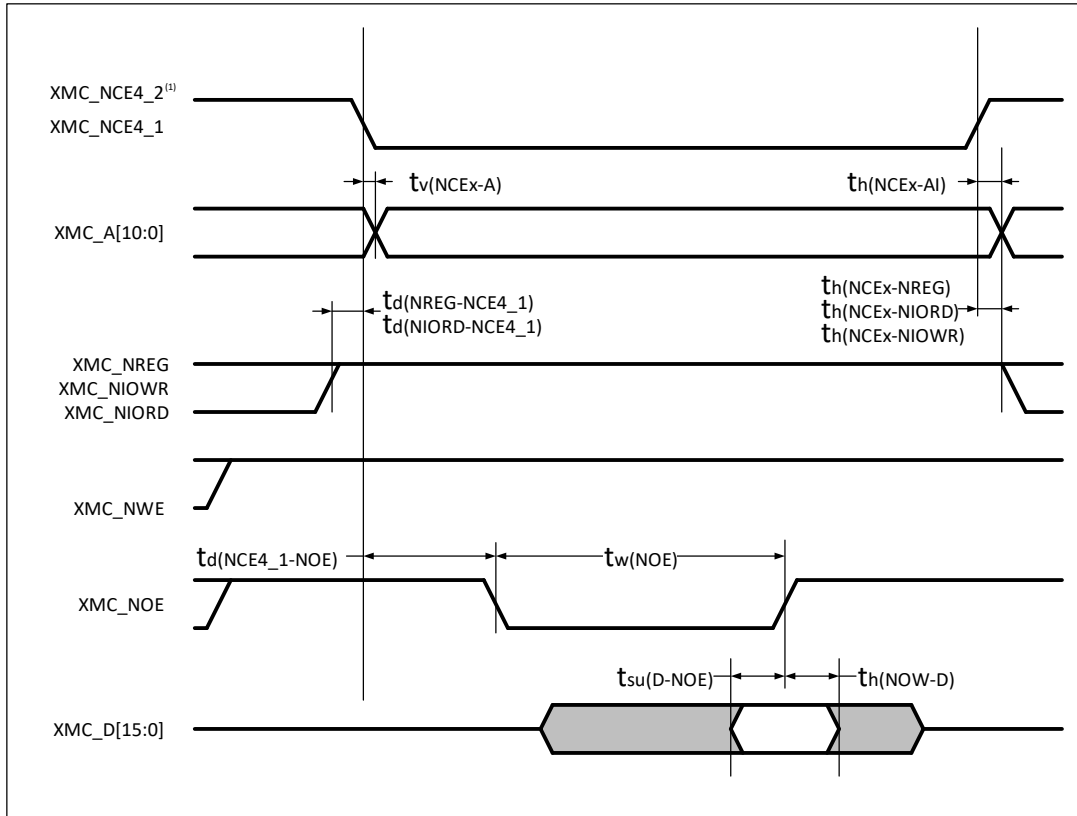 XMC_NCE4_2(1)
XMC_NCE4_1
tv(NCEx-A)
th(NCEx-AI)
XMC_A[10:0]
td(NREG-NCE4_1)
td(NIORD-NCE4_1)
th(NCEx-NREG)
th(NCEx-NIORD)
th(NCEx-NIOWR)
XMC_NREG
XMC_NIOWR
XMC_NIORD
XMC_NWE
td(NCE4_1-NOE)
tw(NOE)
XMC_NOE
tsu(D-NOE)
th(NOW-D)
XMC_D[15:0]